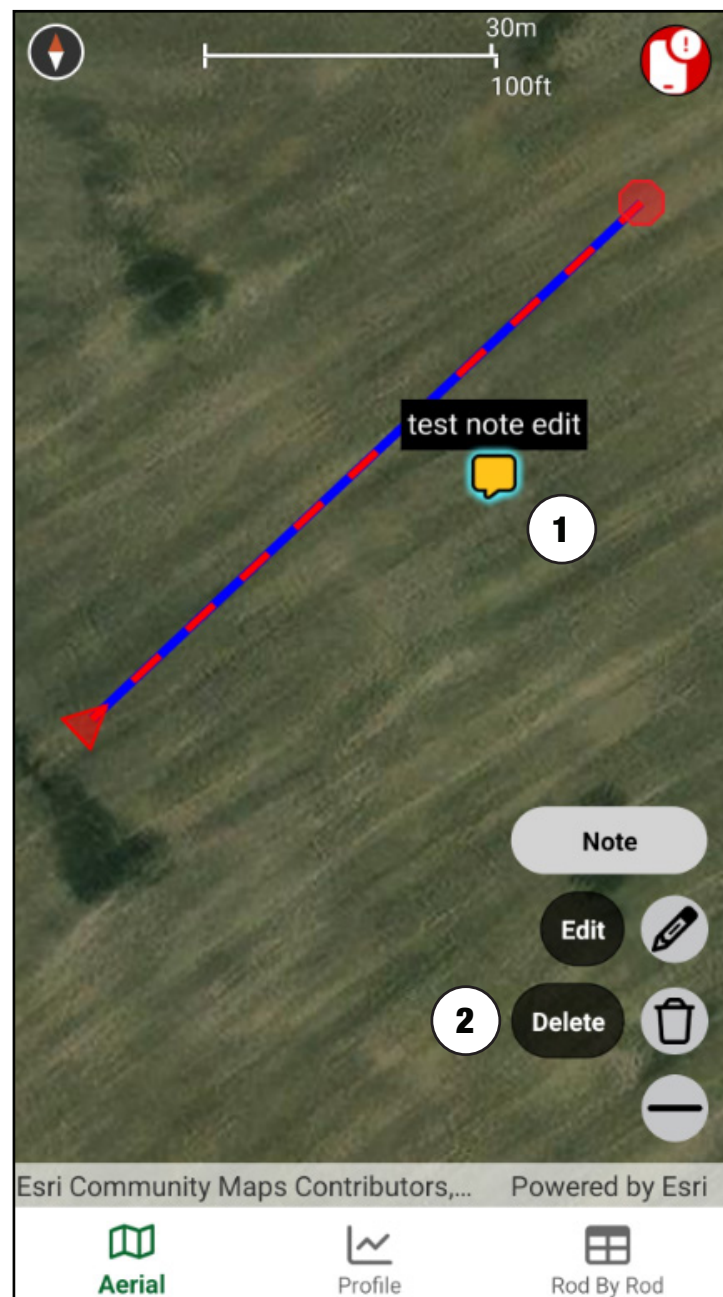 30m
100ft
!
test note edit
1
Note
Edit
2 Delete
Esri Community Maps Contributors,... Powered by Esri
Aerial Profile Rod By Rod